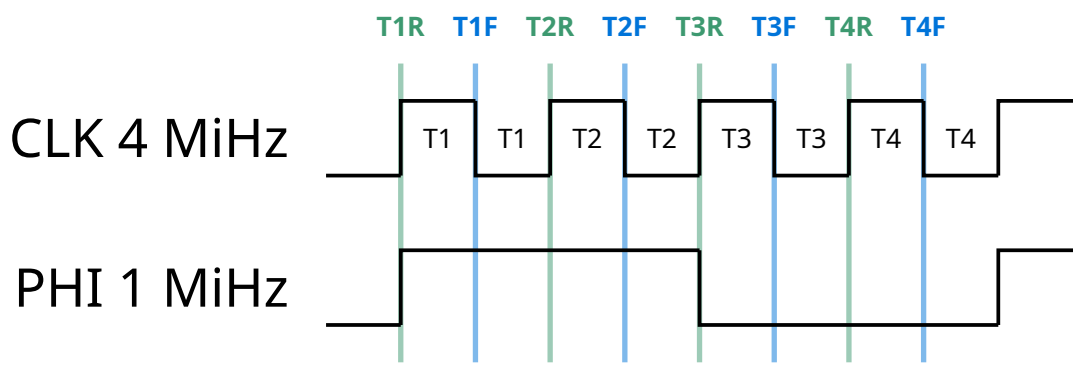 T1R T1F T2R T2F T3R T3F T4R T4F
CLK 4 MiHz T1 T1 T2 T2 T3 T3 T4 T4
PHI 1 MiHz